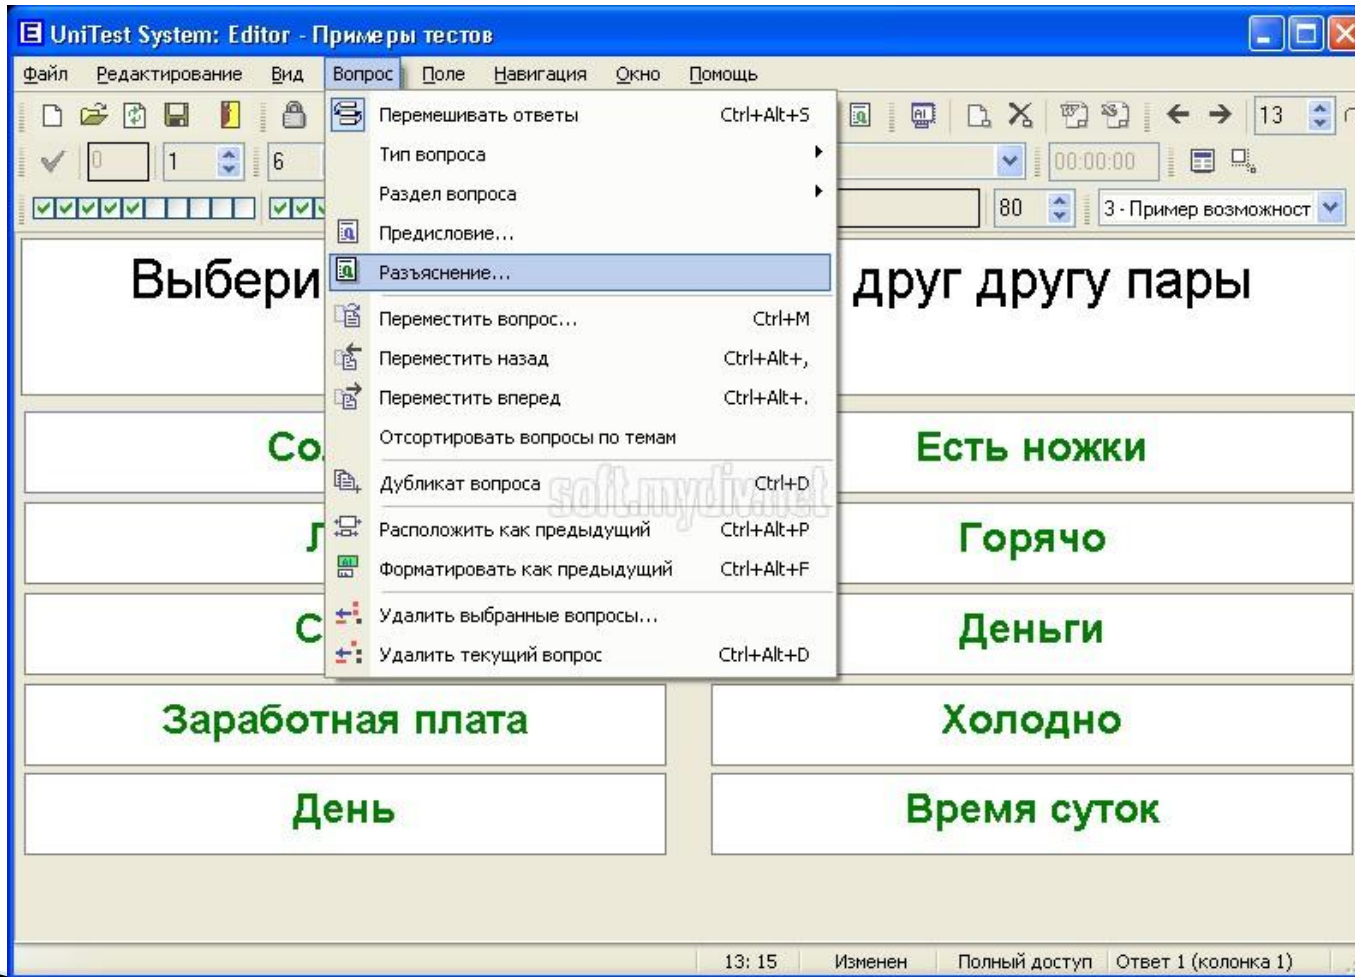 UniTest System: Editor - Примеры тестов
Файл Редактирование Вид Вопрос Поле Навигация Окно Помощь
13
0 1 6 00:00:00
80 3 - Пример возможност
Перемешивать ответы Ctrl+Alt+S
Тип вопроса
Раздел вопроса
Предисловие...
Разъяснение...
Переместить вопрос... Ctrl+M
Переместить назад Ctrl+Alt+,
Переместить вперед Ctrl+Alt+.
Отсортировать вопросы по темам
Дубликат вопроса Ctrl+D
Расположить как предыдущий Ctrl+Alt+P
Форматировать как предыдущий Ctrl+Alt+F
Удалить выбранные вопросы...
Удалить текущий вопрос Ctrl+Alt+D
soft.mydiv.net
Выбери друг другу пары
Есть ножки
Горячо
Деньги
Заработная плата Холодно
День Время суток
13: 15 Изменен Полный доступ Ответ 1 (колонка 1)